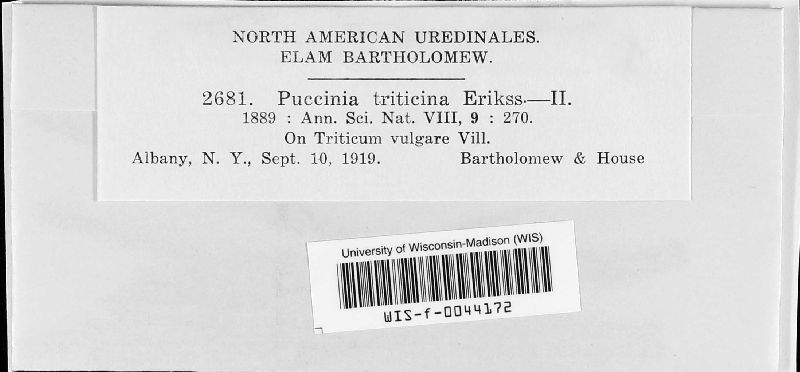 NORTH AMERICAN UREDINALES.
ELAM BARTHOLOMEW.
2681. Puccinia triticina Erikss.—II.
1889 : Ann. Sci. Nat. VIII, 9 : 270.
On Triticum vulgare Vill.
Albany, N. Y., Sept. 10, 1919. Bartholomew & House
University of Wisconsin-Madison (WIS)
WIS-f-0044172